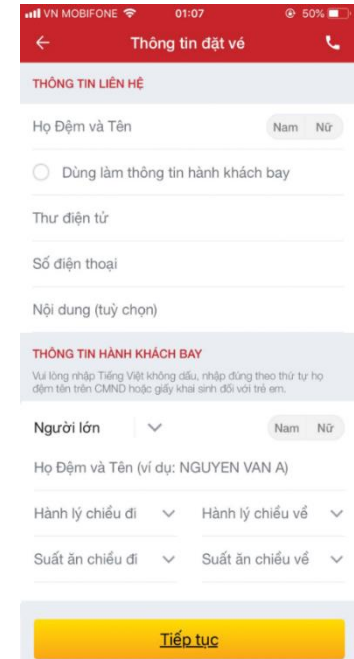 VN MOBIFONE 01:07 50%
Thông tin đặt vé
THÔNG TIN LIÊN HỆ
Họ Đệm và Tên Nam Nữ
Dùng làm thông tin hành khách bay
Thư điện tử
Số điện thoại
Nội dung (tuỳ chọn)
THÔNG TIN HÀNH KHÁCH BAY
Vui lòng nhập Tiếng Việt không dấu, nhập đúng theo thứ tự họ
đệm tên trên CMND hoặc giấy khai sinh đối với trẻ em.
Người lớn Nam Nữ
Họ Đệm và Tên (ví dụ: NGUYEN VAN A)
Hành lý chiều đi Hành lý chiều về
Suất ăn chiều đi Suất ăn chiều về
Tiếp tục